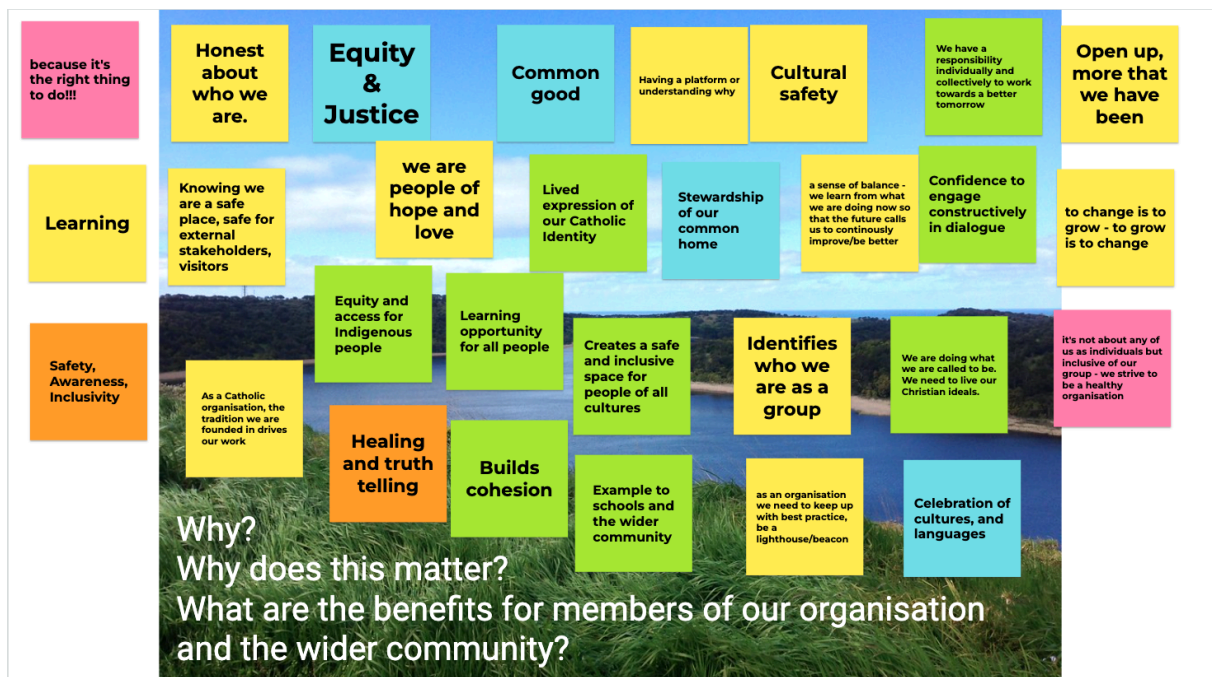 because it's
the right thing
to do!!!
Honest
about
who we
are.
Equity
&
Justice
Common
good
Having a platform or
understanding why
Cultural
safety
We have a
responsibility
individually and
collectively to work
towards a better
tomorrow
Open up,
more that
we have
been
Learning
Knowing we
are a safe
place, safe for
external
stakeholders,
visitors
we are
people of
hope and
love
Lived
expression of
our Catholic
Identity
Stewardship
of our
common
home
a sense of balance -
we learn from what
we are doing now so
that the future calls
us to continously
improve/be better
Confidence to
engage
constructively
in dialogue
to change is to
grow - to grow
is to change
Safety,
Awareness,
Inclusivity
Equity and
access for
Indigenous
people
Learning
opportunity
for all people
Creates a safe
and inclusive
space for
people of all
cultures
Identifies
who we
are as a
group
We are doing what
we are called to be.
We need to live our
Christian ideals.
it's not about any of
us as individuals but
inclusive of our
group - we strive to
be a healthy
organisation
As a Catholic
organisation, the
tradition we are
founded in drives
our work
Healing
and truth
telling
Builds
cohesion
Example to
schools and
the wider
community
as an organisation
we need to keep up
with best practice,
be a
lighthouse/beacon
Celebration of
cultures, and
languages
Why?
Why does this matter?
What are the benefits for members of our organisation
and the wider community?